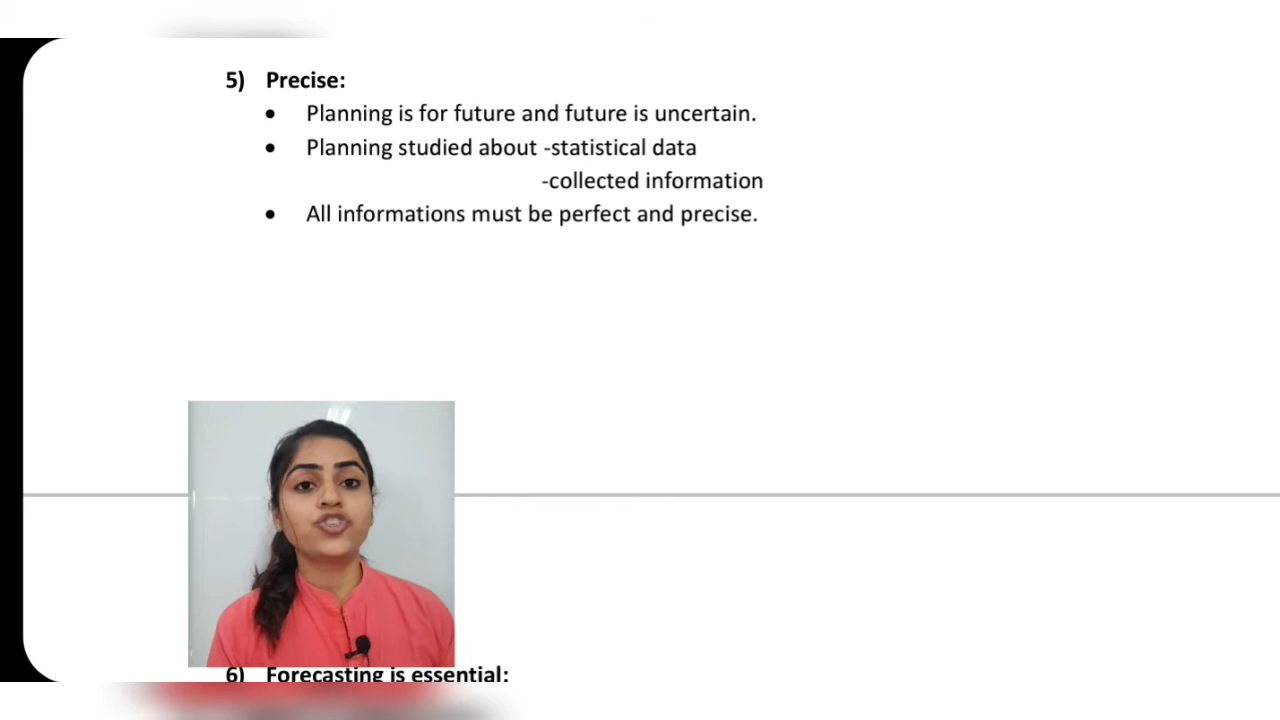 5) Precise:
• Planning is for future and future is uncertain.
• Planning studied about -statistical data
-collected information
• All informations must be perfect and precise.
6) Forecasting is essential: